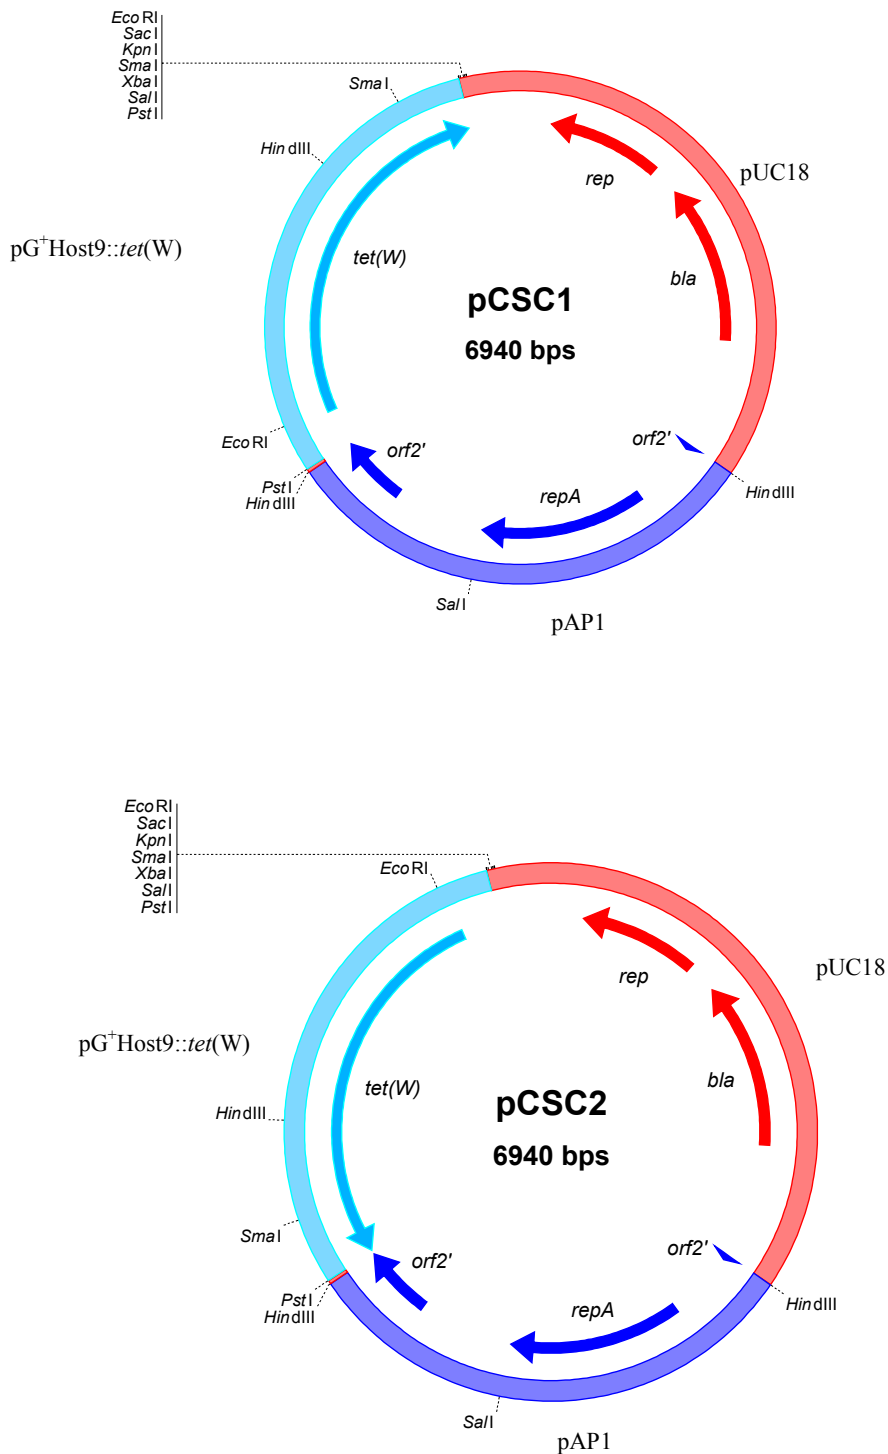 EcoRI
SacI
KpnI
SmaI
XbaI
SalI
PstI
SmaI
HindIII
rep
pUC18
pG+Host9::tet(W)
tet(W)
bla
pCSC1
6940 bps
EcoRI
orf2'
orf2'
PstI
HindIII
repA
HindIII
SalI
pAP1
EcoRI
SacI
KpnI
SmaI
XbaI
SalI
PstI
EcoRI
rep
pUC18
pG+Host9::tet(W)
tet(W)
bla
HindIII
pCSC2
6940 bps
SmaI
orf2'
orf2'
PstI
HindIII
repA
HindIII
SalI
pAP1